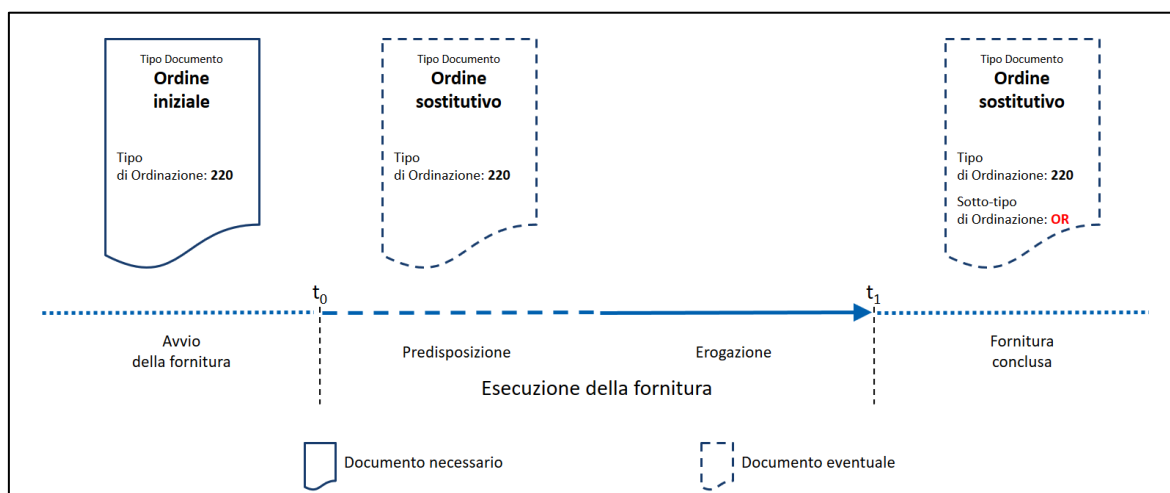 Tipo Documento
Ordine
iniziale
Tipo
di Ordinazione: 220
Tipo Documento
Ordine
sostitutivo
Tipo
di Ordinazione: 220
Tipo Documento
Ordine
sostitutivo
Tipo
di Ordinazione: 220
Sotto-tipo
di Ordinazione: OR
t0
t1
Avvio
della fornitura
Predisposizione
Erogazione
Fornitura
conclusa
Esecuzione della fornitura
Documento necessario
Documento eventuale